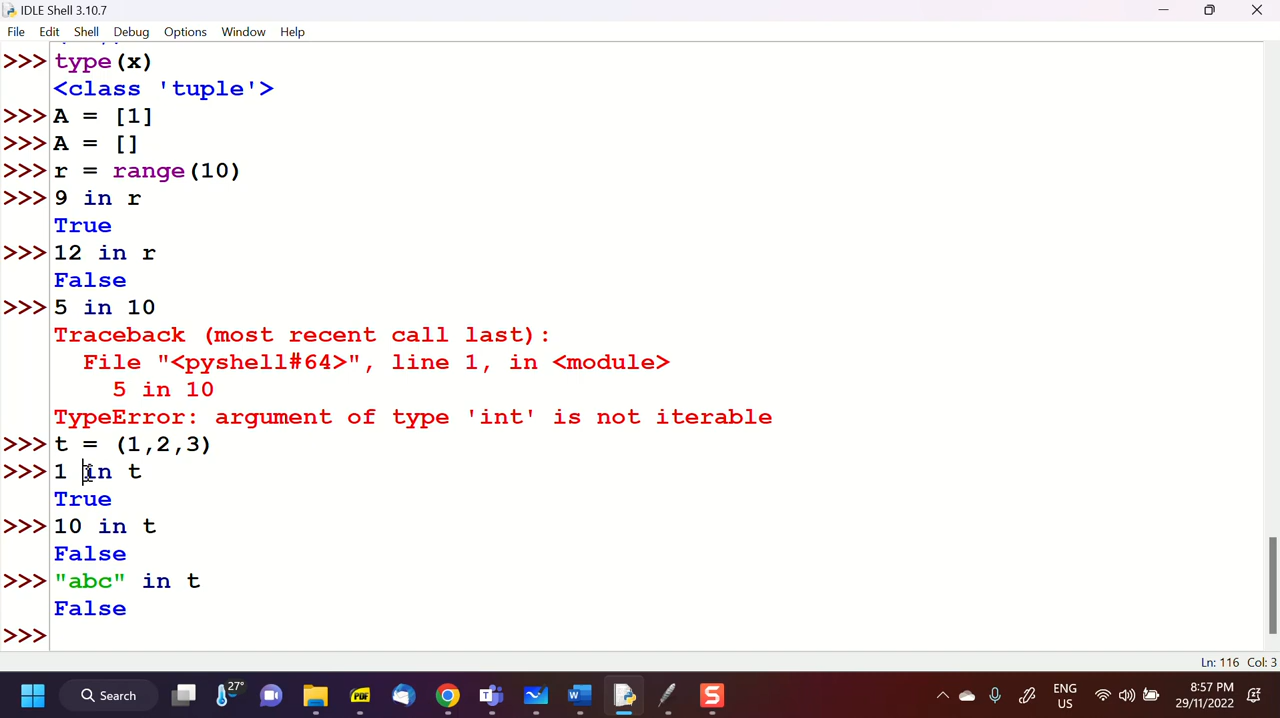 IDLE Shell 3.10.7
File Edit Shell Debug Options Window Help
>>> type(x)
<class 'tuple'>
>>> A = [1]
>>> A = []
>>> r = range(10)
>>> 9 in r
True
>>> 12 in r
False
>>> 5 in 10
Traceback (most recent call last):
  File "<pyshell#64>", line 1, in <module>
    5 in 10
TypeError: argument of type 'int' is not iterable
>>> t = (1,2,3)
>>> 1 in t
True
>>> 10 in t
False
>>> "abc" in t
False
>>>
Ln: 116 Col: 3
Search 27° PDF W S ENG US 8:57 PM 29/11/2022